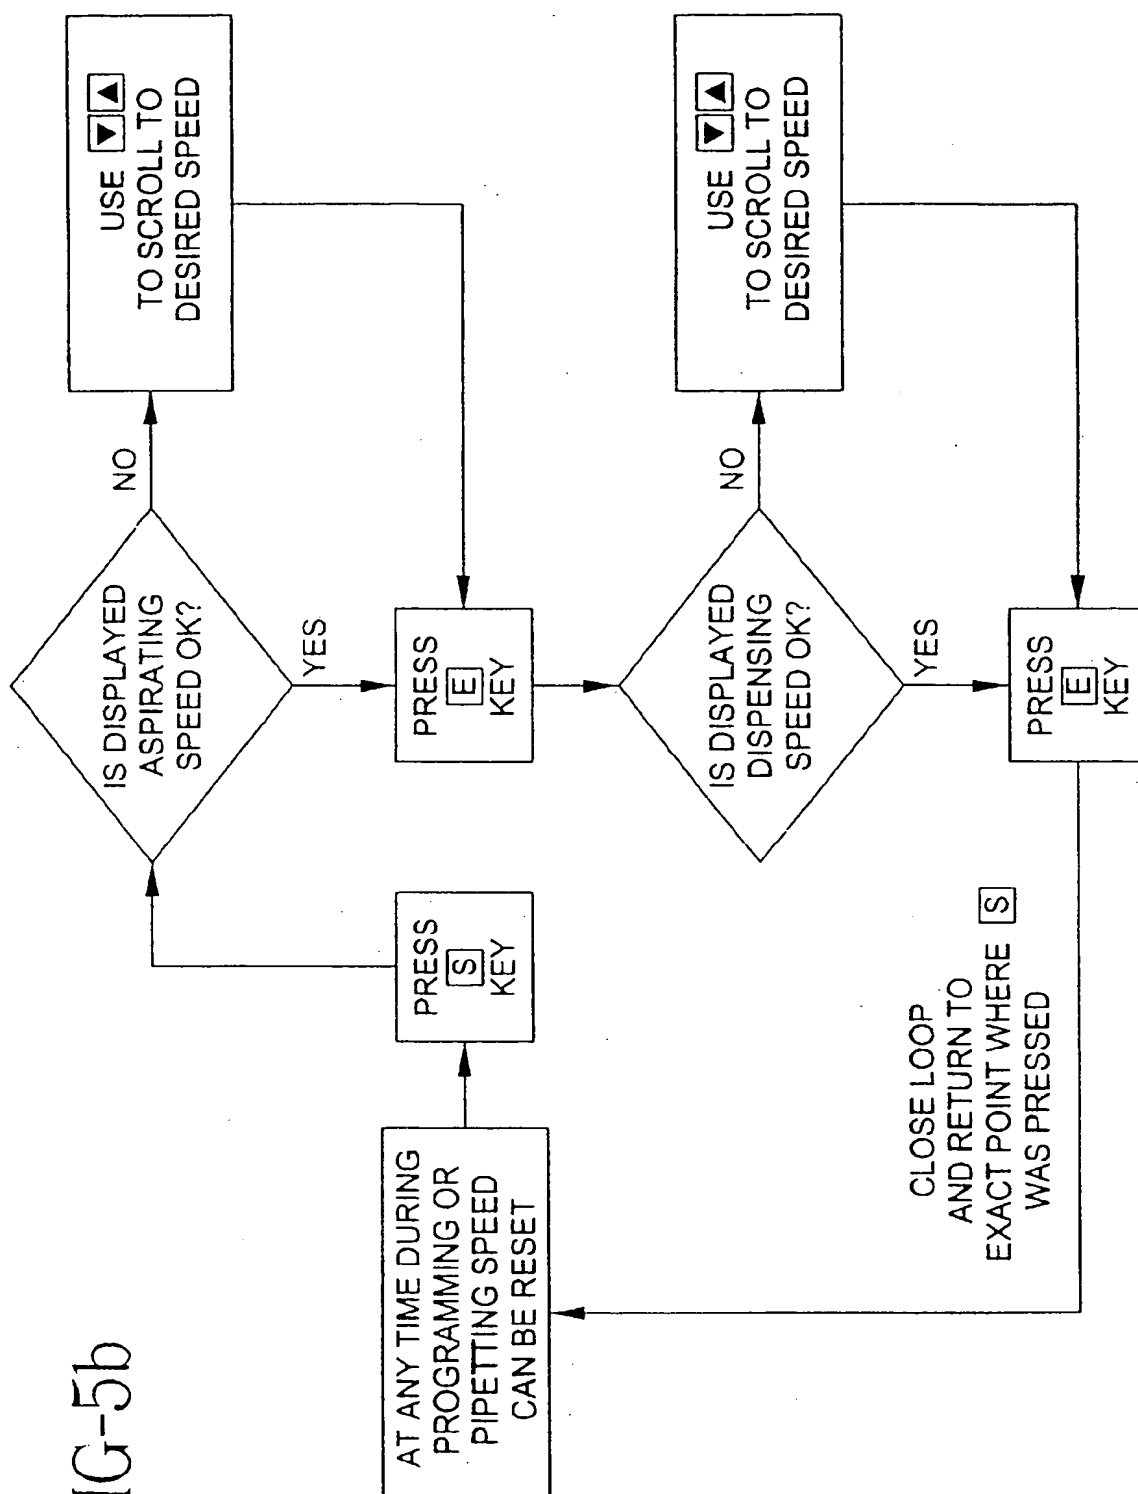 IG-5b
AT ANY TIME DURING
PROGRAMMING OR
PIPETTING SPEED
CAN BE RESET
PRESS
S
KEY
IS DISPLAYED
ASPIRATING
SPEED OK?
NO
USE ▼ ▲
TO SCROLL TO
DESIRED SPEED
YES
PRESS
E
KEY
IS DISPLAYED
DISPENSING
SPEED OK?
NO
USE ▼ ▲
TO SCROLL TO
DESIRED SPEED
YES
PRESS
E
KEY
CLOSE LOOP
AND RETURN TO
EXACT POINT WHERE S
WAS PRESSED